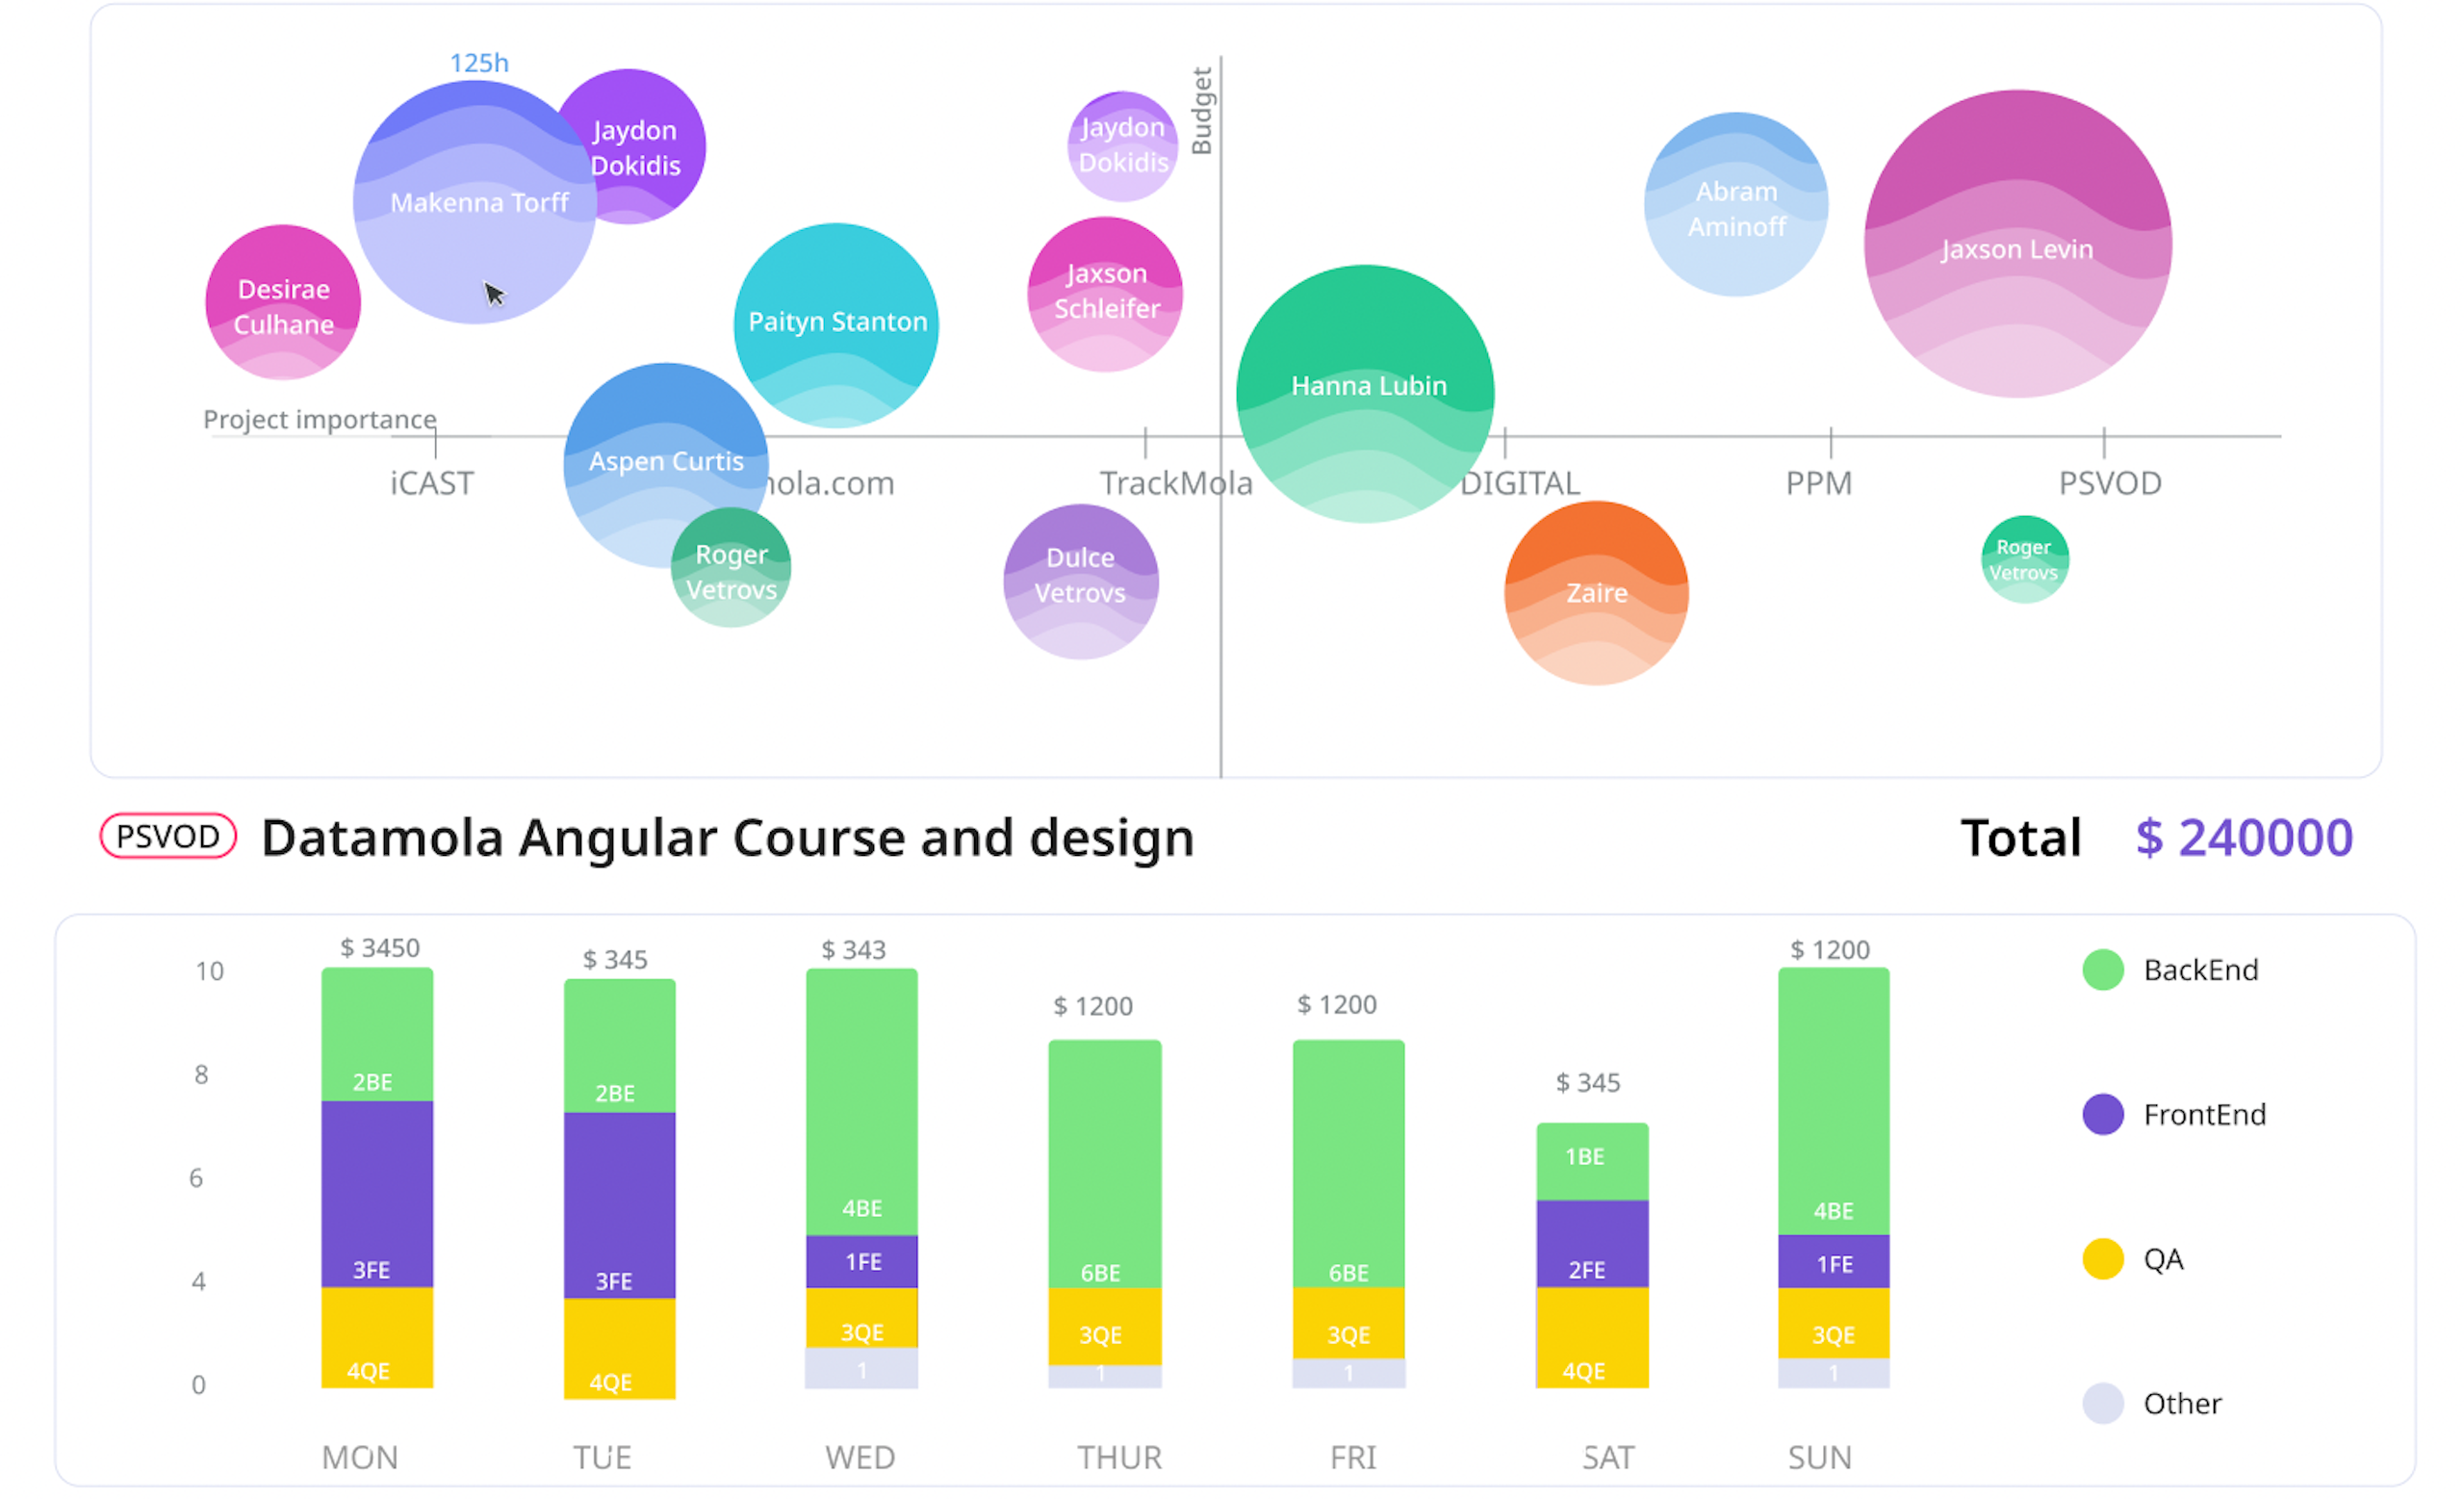 125h
Budget
Jaydon
Dokidis
Jaydon
Dokidis
Makenna Torff
Abram
Aminoff
Jaxson Levin
Desirae
Culhane
Paityn Stanton
Jaxson
Schleifer
Hanna Lubin
Project importance
Aspen Curtis
iCAST
nola.com
TrackMola
DIGITAL
PPM
PSVOD
Roger
Vetrovs
Dulce
Vetrovs
Zaire
Roger
Vetrovs
PSVOD Datamola Angular Course and design Total $ 240000
$ 3450 $ 345 $ 343 $ 1200 $ 1200 $ 345 $ 1200
10
8
6
4
0
2BE
3FE
4QE
2BE
3FE
4QE
4BE
1FE
3QE
1
6BE
3QE
1
6BE
3QE
1
1BE
2FE
4QE
4BE
1FE
3QE
1
MON TUE WED THUR FRI SAT SUN
BackEnd
FrontEnd
QA
Other